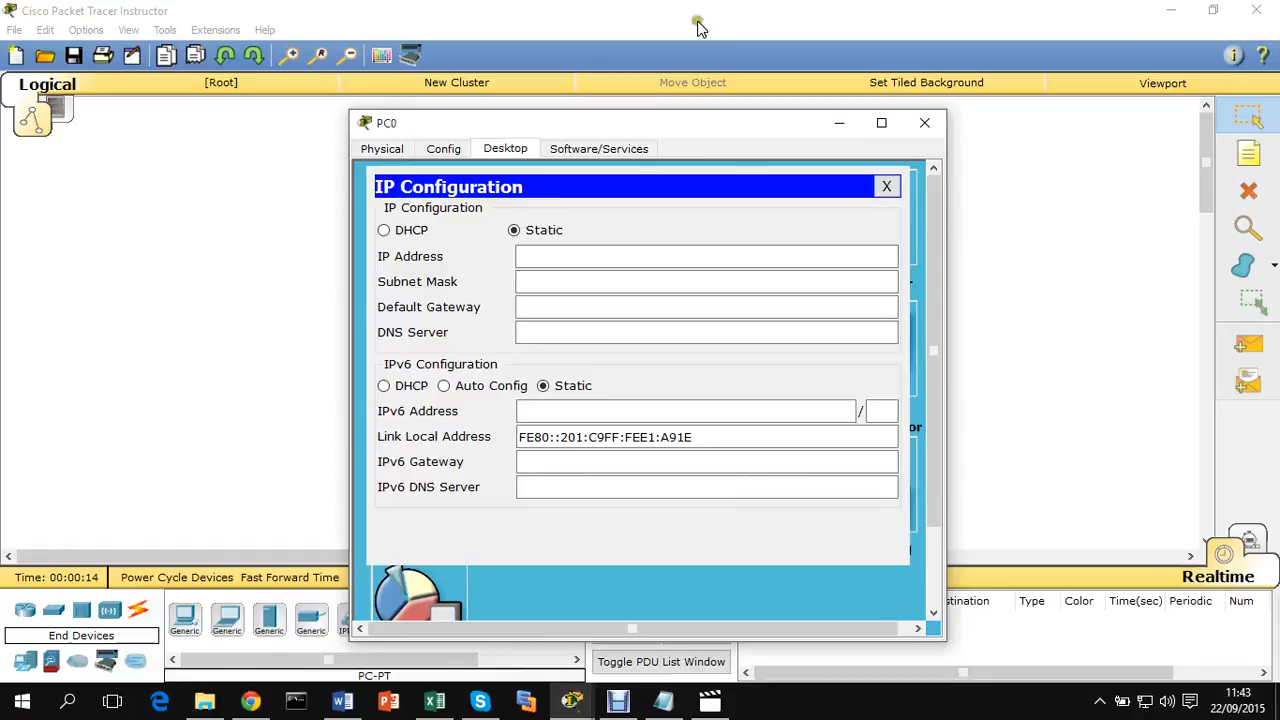 Cisco Packet Tracer Instructor
File Edit Options View Tools Extensions Help
Logical [Root] New Cluster Move Object Set Tiled Background Viewport
PC0
Physical Config Desktop Software/Services
IP Configuration X
IP Configuration
DHCP Static
IP Address
Subnet Mask
Default Gateway
DNS Server
IPv6 Configuration
DHCP Auto Config Static
IPv6 Address /
Link Local Address FE80::201:C9FF:FEE1:A91E
IPv6 Gateway
IPv6 DNS Server
or
Time: 00:00:14 Power Cycle Devices Fast Forward Time Realtime
End Devices
Generic Generic Generic Generic
stination Type Color Time(sec) Periodic Num
Toggle PDU List Window
PC-PT
11:43
22/09/2015